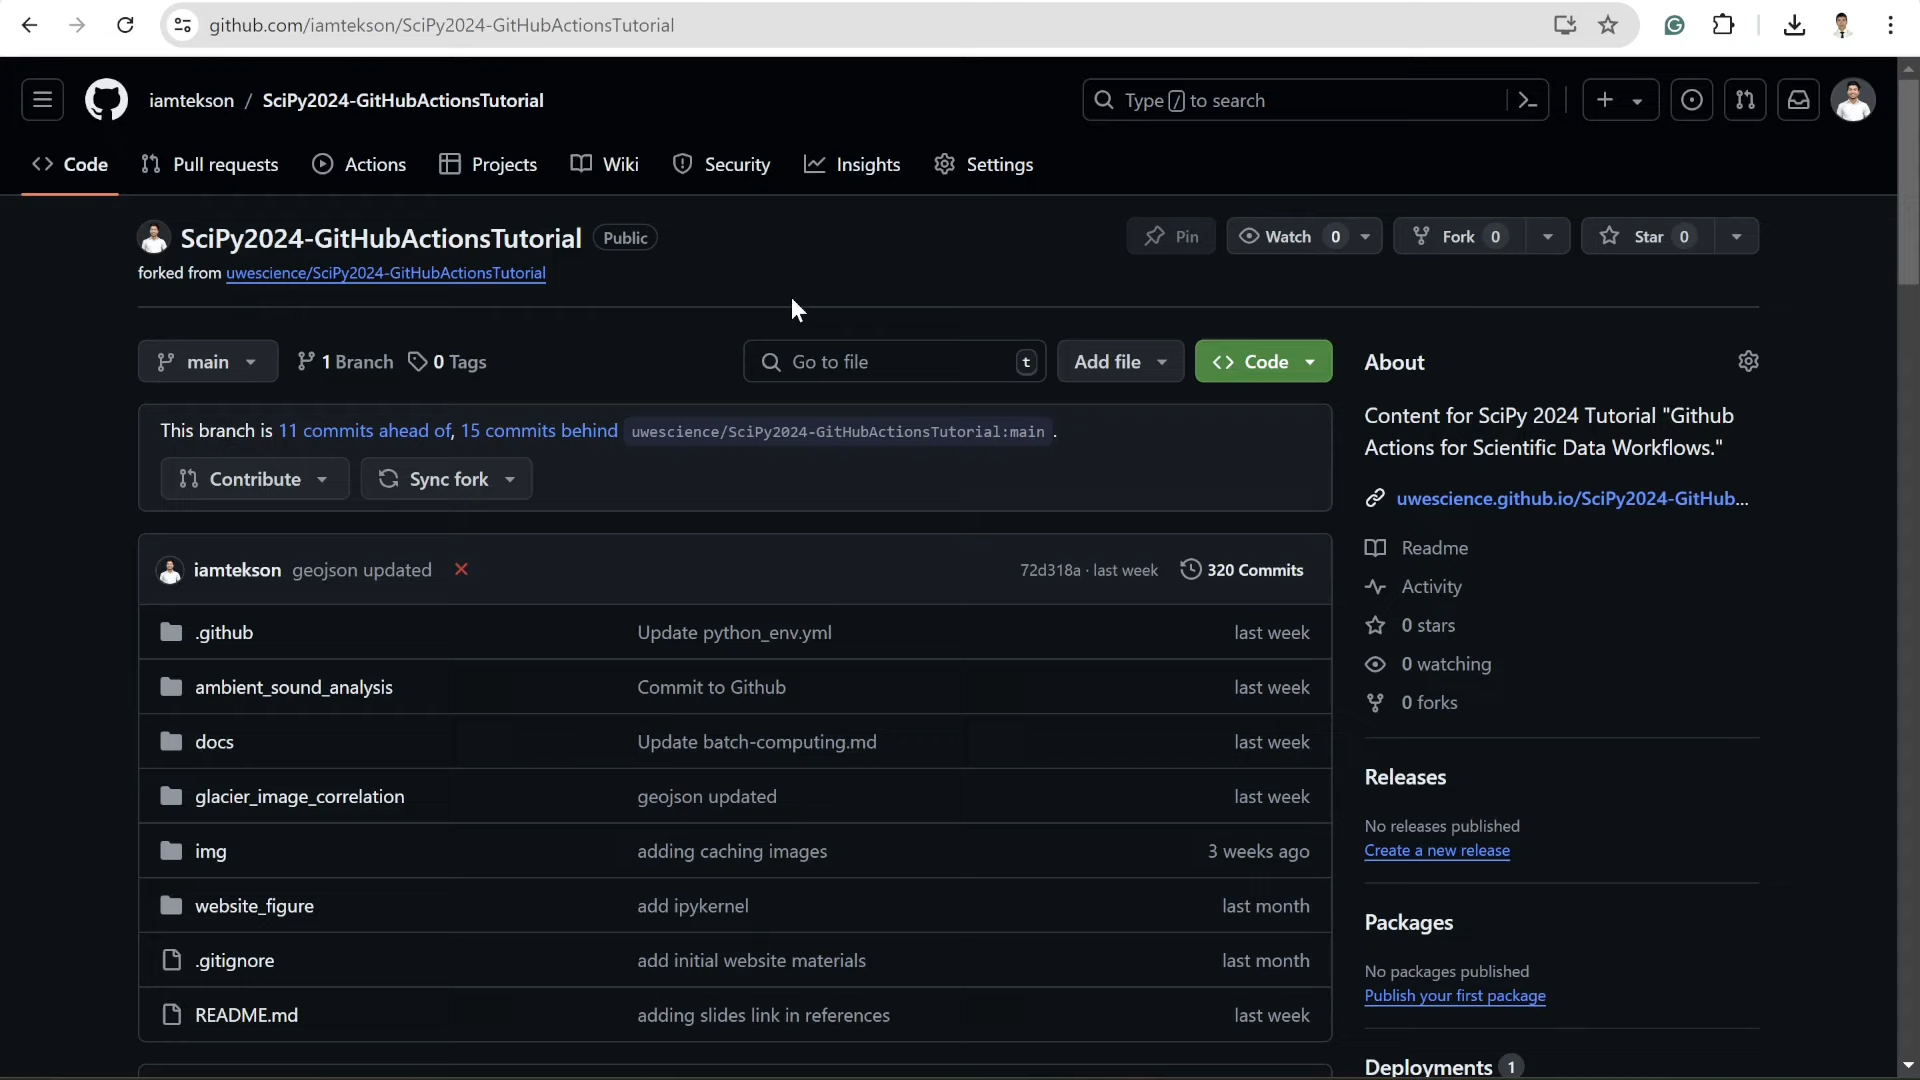 github.com/iamtekson/SciPy2024-GitHubActionsTutorial
iamtekson / SciPy2024-GitHubActionsTutorial
Type / to search
Code Pull requests Actions Projects Wiki Security Insights Settings
SciPy2024-GitHubActionsTutorial Public
Pin Watch 0 Fork 0 Star 0
forked from uwescience/SciPy2024-GitHubActionsTutorial
main 1 Branch 0 Tags
Go to file t
Add file Code
This branch is 11 commits ahead of, 15 commits behind uwescience/SciPy2024-GitHubActionsTutorial:main .
Contribute Sync fork
iamtekson geojson updated 72d318a · last week 320 Commits
.github Update python_env.yml last week
ambient_sound_analysis Commit to Github last week
docs Update batch-computing.md last week
glacier_image_correlation geojson updated last week
img adding caching images 3 weeks ago
website_figure add ipykernel last month
.gitignore add initial website materials last month
README.md adding slides link in references last week
About
Content for SciPy 2024 Tutorial "Github
Actions for Scientific Data Workflows."
uwescience.github.io/SciPy2024-GitHub...
Readme
Activity
0 stars
0 watching
0 forks
Releases
No releases published
Create a new release
Packages
No packages published
Publish your first package
Deployments 1